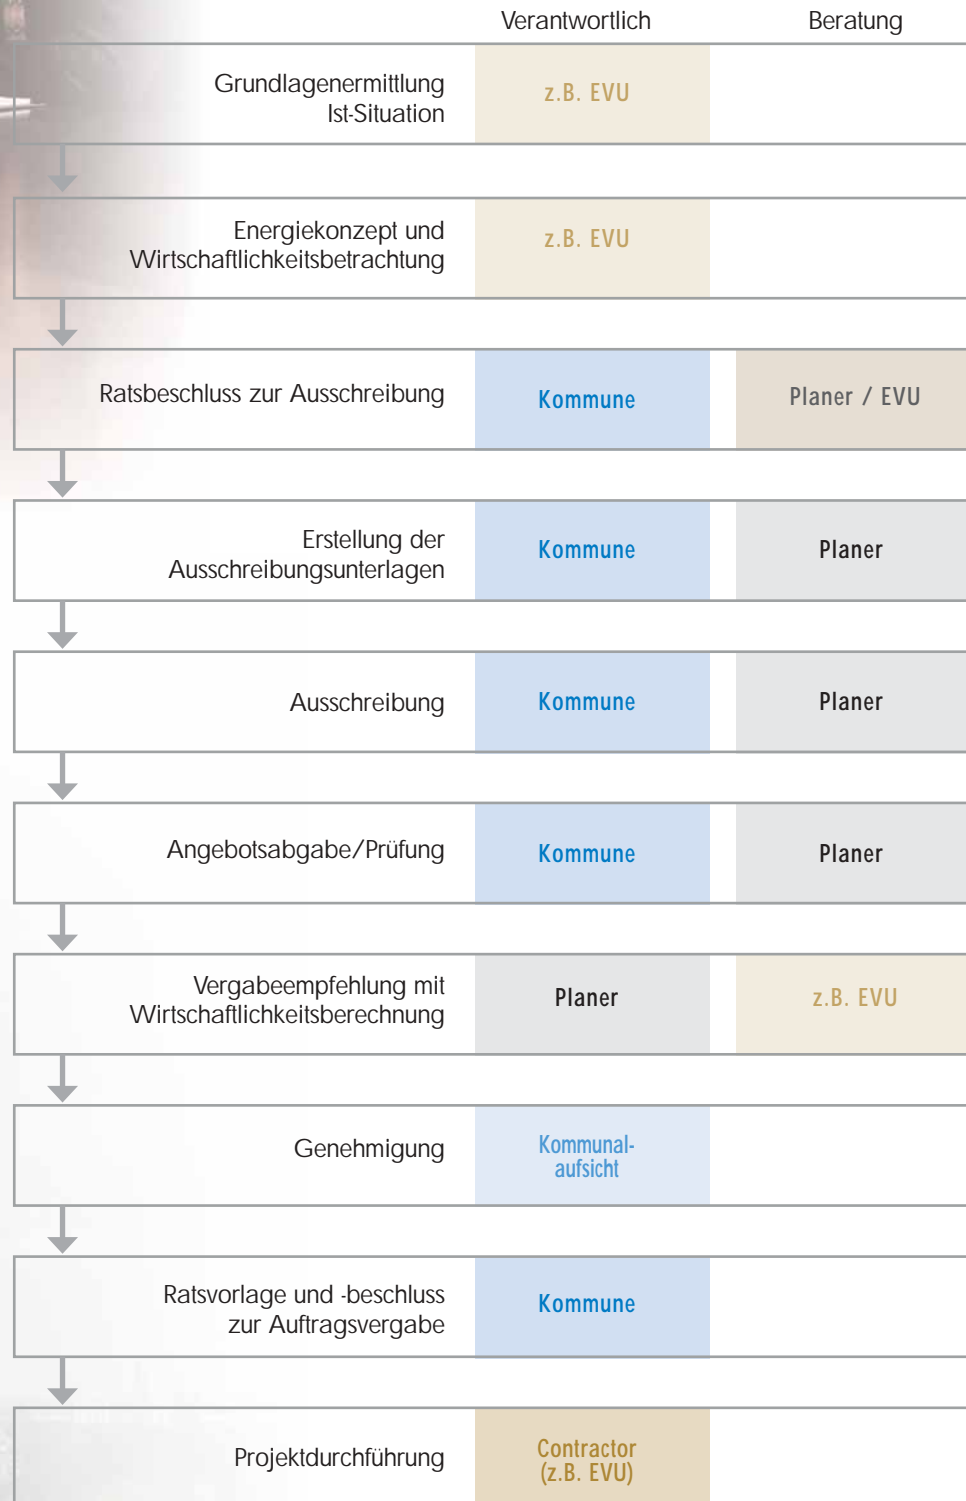 Verantwortlich Beratung
Grundlagenermittlung
Ist-Situation
z.B. EVU
Energiekonzept und
Wirtschaftlichkeitsbetrachtung
z.B. EVU
Ratsbeschluss zur Ausschreibung
Kommune
Planer / EVU
Erstellung der
Ausschreibungsunterlagen
Kommune
Planer
Ausschreibung
Kommune
Planer
Angebotsabgabe/Prüfung
Kommune
Planer
Vergabeempfehlung mit
Wirtschaftlichkeitsberechnung
Planer
z.B. EVU
Genehmigung
Kommunal-
aufsicht
Ratsvorlage und -beschluss
zur Auftragsvergabe
Kommune
Projektdurchführung
Contractor
(z.B. EVU)